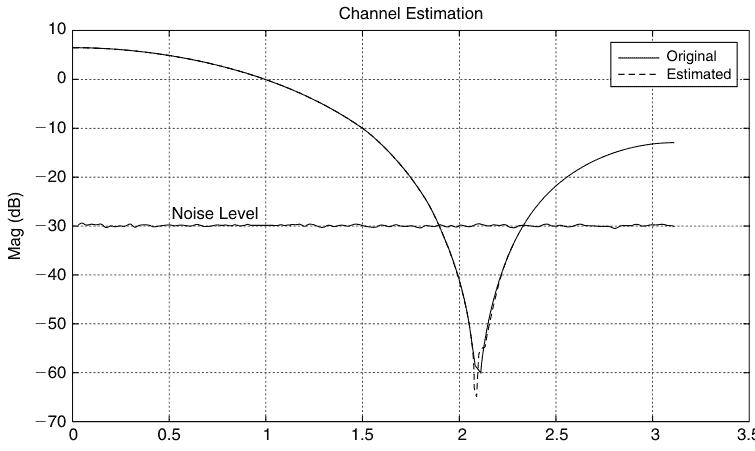 Channel Estimation
10
0
−10
−20
−30
−40
−50
−60
−70
Mag (dB)
Original
Estimated
Noise Level
0 0.5 1 1.5 2 2.5 3 3.5